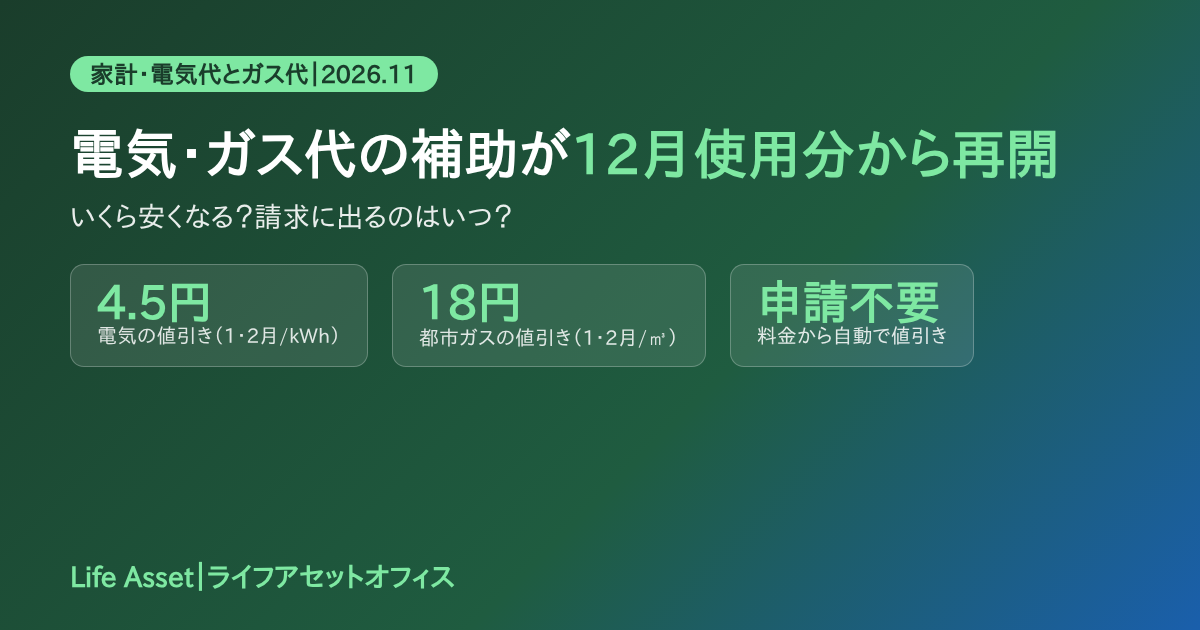 家計・電気代とガス代|2026.11
電気・ガス代の補助が12月使用分から再開
いくら安くなる?請求に出るのはいつ?
4.5円
電気の値引き(1・2月/kWh)
18円
都市ガスの値引き(1・2月/㎥)
申請不要
料金から自動で値引き
Life Asset|ライフアセットオフィス